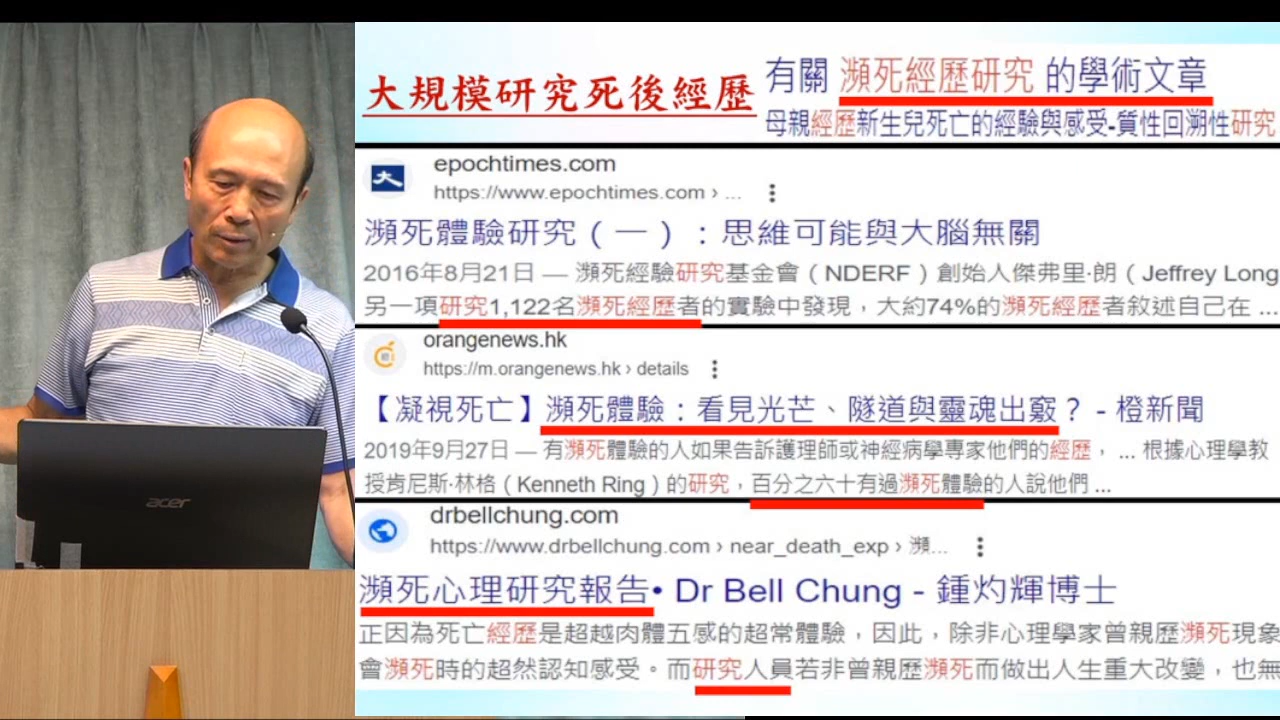 大規模研究死後經歷
有關 瀕死經歷研究 的學術文章
母親經歷新生兒死亡的經驗與感受-質性回溯性研究
epochtimes.com
https://www.epochtimes.com › ...
瀕死體驗研究（一）：思維可能與大腦無關
2016年8月21日 — 瀕死經驗研究基金會（NDERF）創始人傑弗里·朗（Jeffrey Long
另一項研究1,122名瀕死經歷者的實驗中發現，大約74%的瀕死經歷者敘述自己在 ...
orangenews.hk
https://m.orangenews.hk › details
【凝視死亡】瀕死體驗：看見光芒、隧道與靈魂出竅？ - 橙新聞
2019年9月27日 — 有瀕死體驗的人如果告訴護理師或神經病學專家他們的經歷， ... 根據心理學教
授肯尼斯·林格（Kenneth Ring）的研究，百分之六十有過瀕死體驗的人說他們 ...
drbellchung.com
https://www.drbellchung.com › near_death_exp › 瀕...
瀕死心理研究報告• Dr Bell Chung - 鍾灼輝博士
正因為死亡經歷是超越肉體五感的超常體驗，因此，除非心理學家曾親歷瀕死現象
會瀕死時的超然認知感受。而研究人員若非曾親歷瀕死而做出人生重大改變，也無
acer